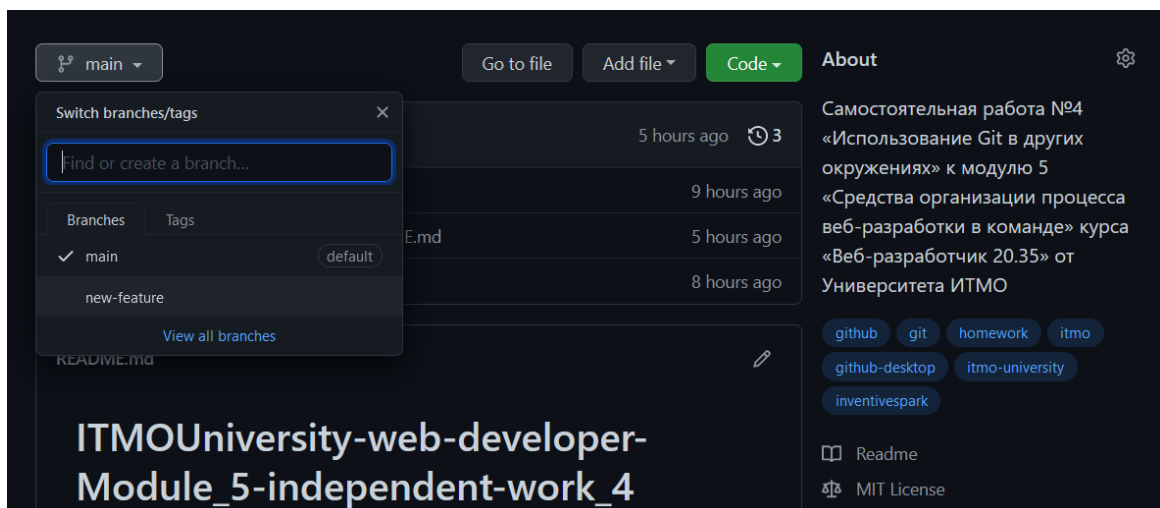 main
Go to file
Add file
Code
Switch branches/tags
Find or create a branch...
Branches
Tags
main
default
new-feature
View all branches
5 hours ago
3
9 hours ago
E.md
5 hours ago
8 hours ago
README.md
ITMOUniversity-web-developer-
Module_5-independent-work_4
About
Самостоятельная работа №4
«Использование Git в других
окружениях» к модулю 5
«Средства организации процесса
веб-разработки в команде» курса
«Веб-разработчик 20.35» от
Университета ИТМО
github git homework itmo
github-desktop itmo-university
inventivespark
Readme
MIT License